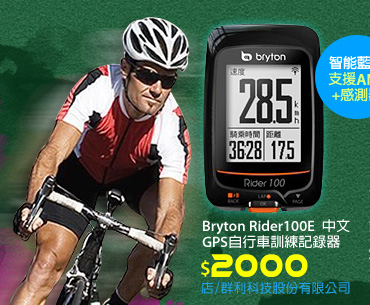 bryton
速度
28.5
km/h
騎乘時間 距離
36:28 17.5
Rider 100
BACK LAP PAGE
智能藍
支援AN
+感測
Bryton Rider100E 中文
GPS自行車訓練記錄器
$2000
店/群利科技股份有限公司